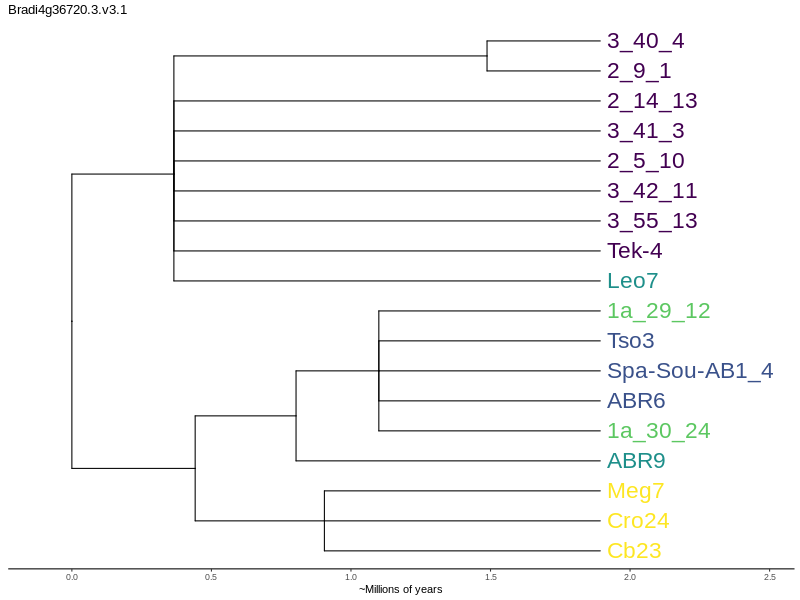 Bradi4g36720.3.v3.1
3_40_4
2_9_1
2_14_13
3_41_3
2_5_10
3_42_11
3_55_13
Tek-4
Leo7
1a_29_12
Tso3
Spa-Sou-AB1_4
ABR6
1a_30_24
ABR9
Meg7
Cro24
Cb23
0.0 0.5 1.0 1.5 2.0 2.5
~Millions of years